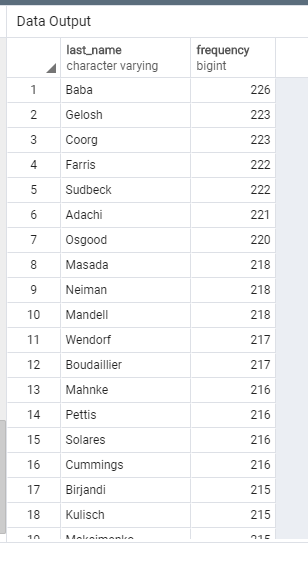 Data Output
last_name frequency
character varying bigint
1 Baba 226
2 Gelosh 223
3 Coorg 223
4 Farris 222
5 Sudbeck 222
6 Adachi 221
7 Osgood 220
8 Masada 218
9 Neiman 218
10 Mandell 218
11 Wendorf 217
12 Boudaillier 217
13 Mahnke 216
14 Pettis 216
15 Solares 216
16 Cummings 216
17 Birjandi 215
18 Kulisch 215
19 215